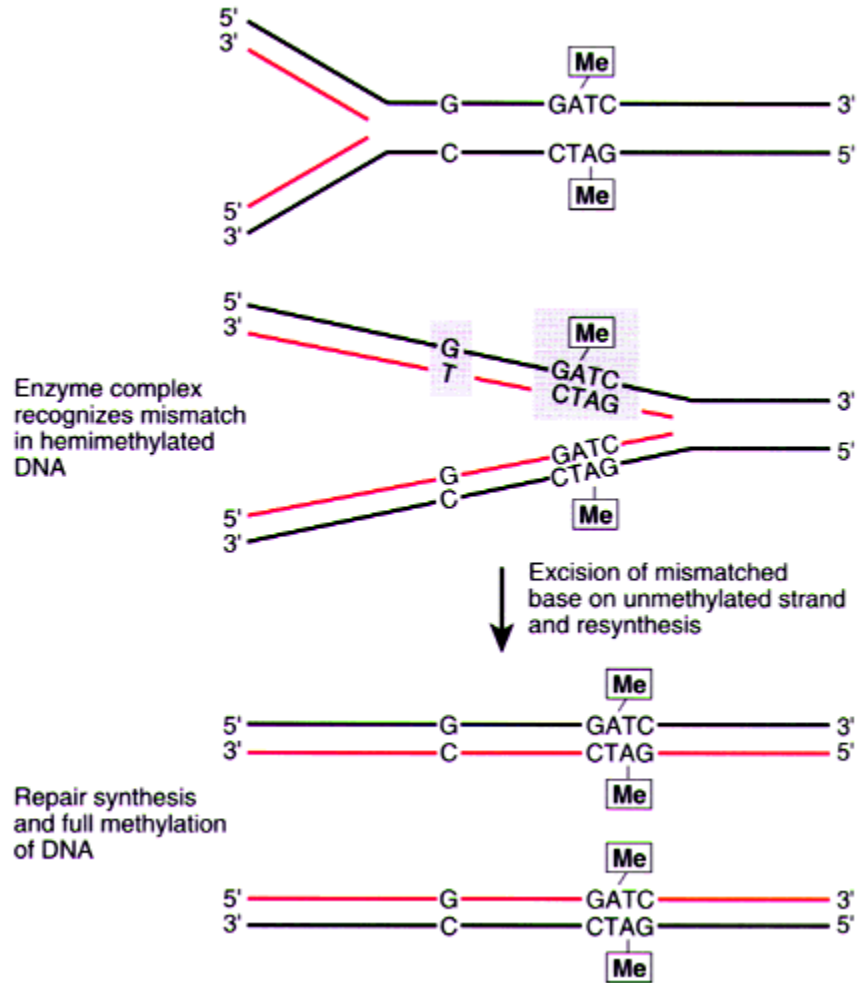 5'
3'
Me
G GATC 3'
C CTAG 5'
Me
5'
3'
5'
3'
G
T
Me
GATC
CTAG
3'
Enzyme complex
recognizes mismatch
in hemimethylated
DNA
G
C
GATC
CTAG
5'
Me
5'
3'
Excision of mismatched
base on unmethylated strand
and resynthesis
Me
5' G GATC 3'
3' C CTAG 5'
Me
Repair synthesis
and full methylation
of DNA
Me
5' G GATC 3'
3' C CTAG 5'
Me